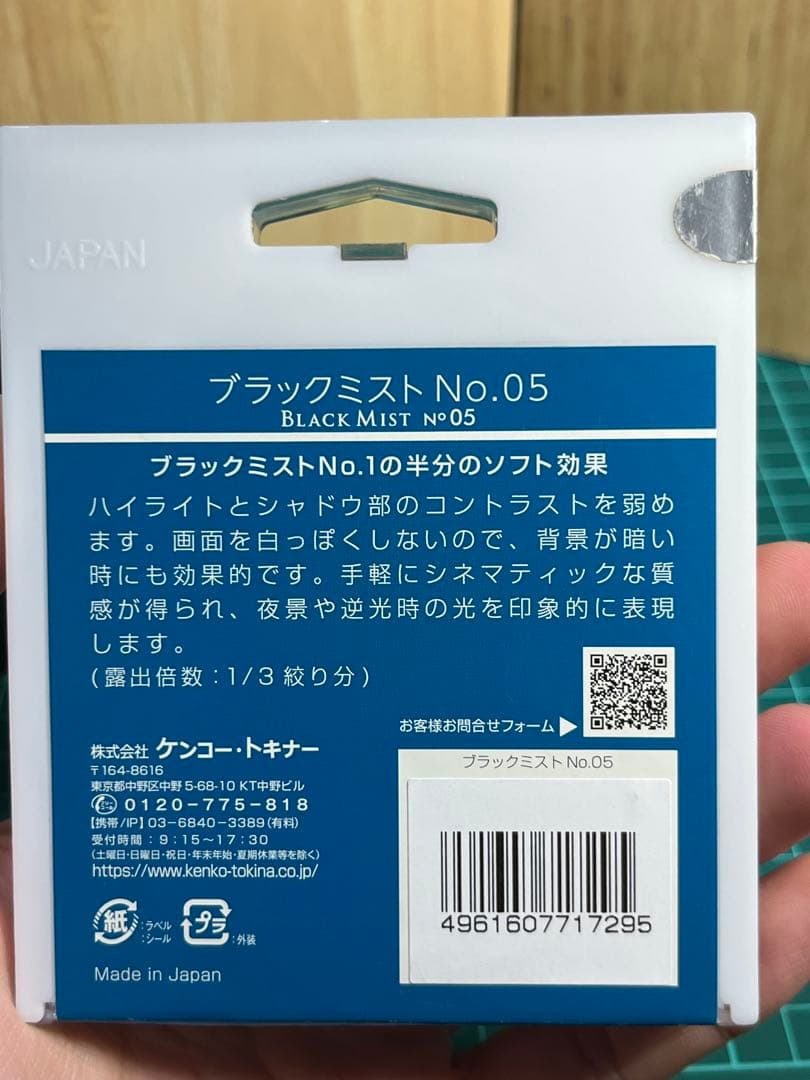 JAPAN
ブラックミスト No.05
BLACK MIST Nº 05
ブラックミストNo.1の半分のソフト効果
ハイライトとシャドウ部のコントラストを弱め
ます。画面を白っぽくしないので、背景が暗い
時にも効果的です。手軽にシネマティックな質
感が得られ、夜景や逆光時の光を印象的に表現
します。
(露出倍数:1/3絞り分)
お客様お問合せフォーム
株式会社 ケンコー・トキナー
〒164-8616
東京都中野区中野5-68-10 KT中野ビル
0120-775-818
【携帯/IP】03-6840-3389(有料)
受付時間:9:15〜17:30
(土曜日・日曜日・祝日・年末年始・夏期休業等を除く)
https://www.kenko-tokina.co.jp/
紙 :ラベル
:シール
プラ :外装
Made in Japan
ブラックミスト No.05
4961607717295